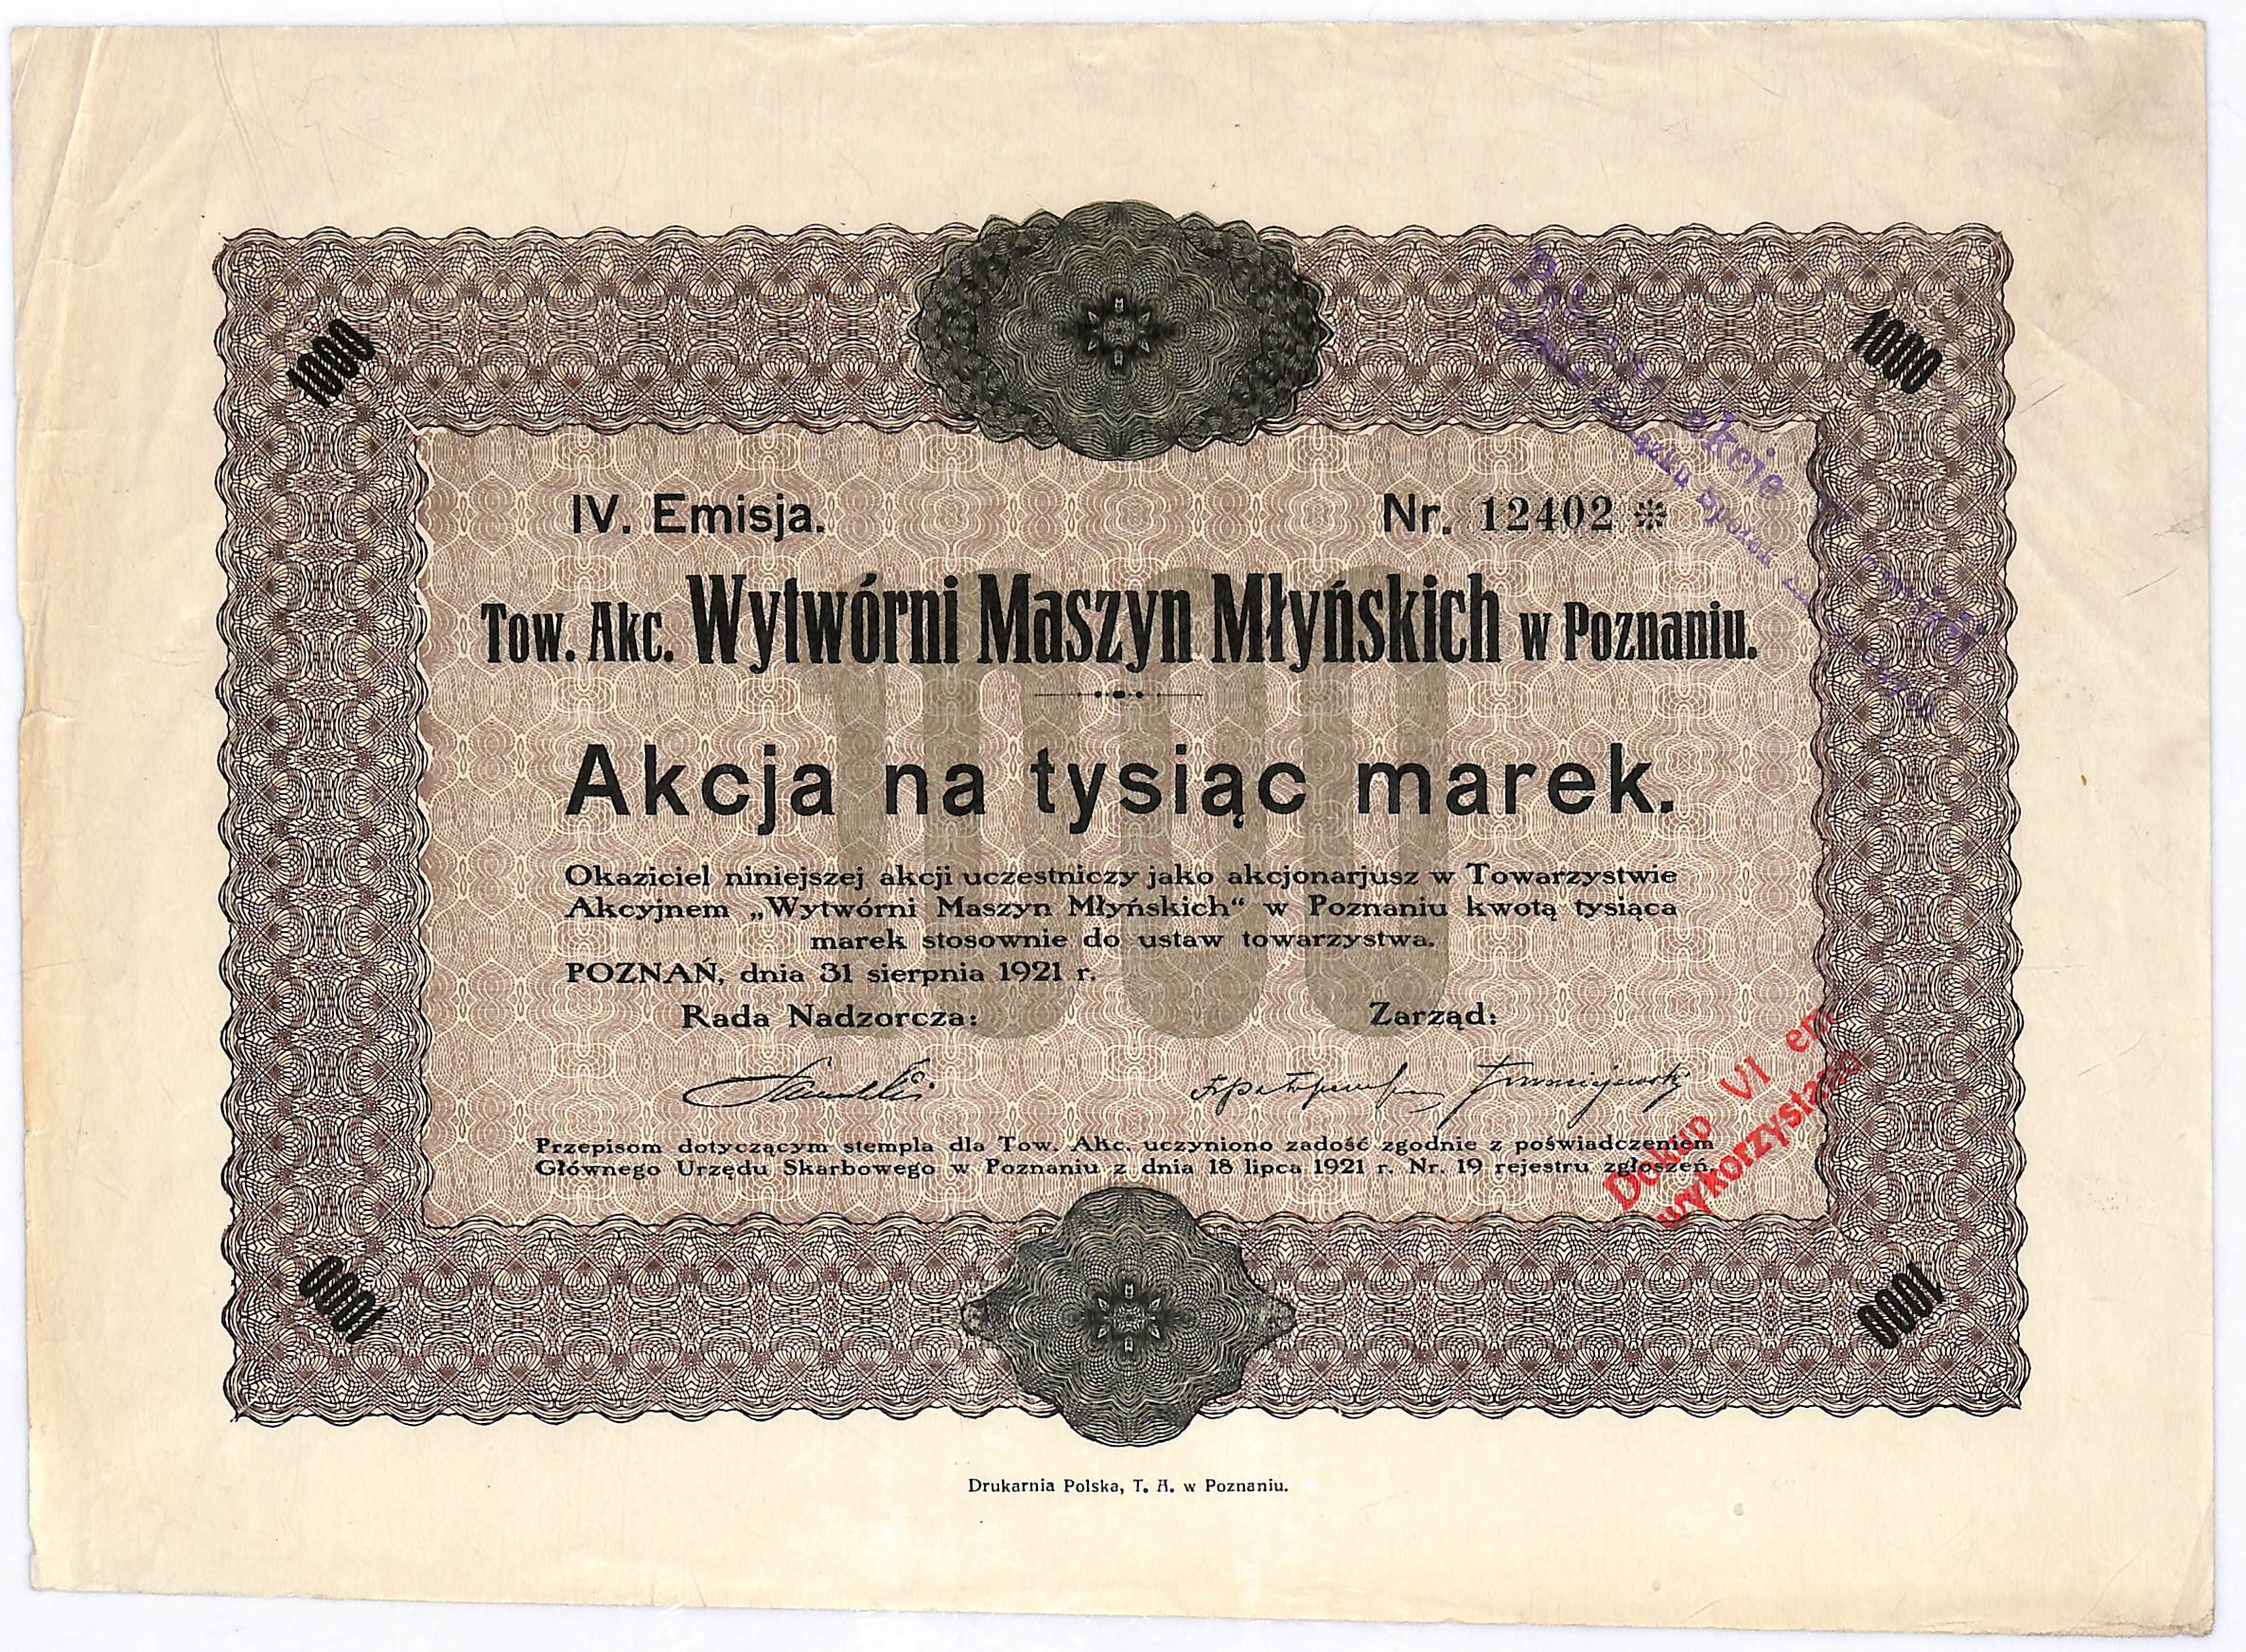 1000
1000
IV. Emisja.
Nr. 12402 *
Tow. Akc. Wytwórni Maszyn Młyńskich w Poznaniu.
1000
Akcja na tysiąc marek.
Okaziciel niniejszej akcji uczestniczy jako akcjonarjusz w Towarzystwie
Akcyjnem „Wytwórni Maszyn Młyńskich“ w Poznaniu kwotą tysiąca
marek stosownie do ustaw towarzystwa.
POZNAŃ, dnia 31 sierpnia 1921 r.
Rada Nadzorcza:
Zarząd:
Przepisom dotyczącym stempla dla Tow. Akc. uczyniono zadość zgodnie z poświadczeniem
Głównego Urzędu Skarbowego w Poznaniu z dnia 18 lipca 1921 r. Nr. 19 rejestru zgłoszeń.
Dokup VI em.
wykorzystano
akcje
Związku
1000
1000
Drukarnia Polska, T. A. w Poznaniu.